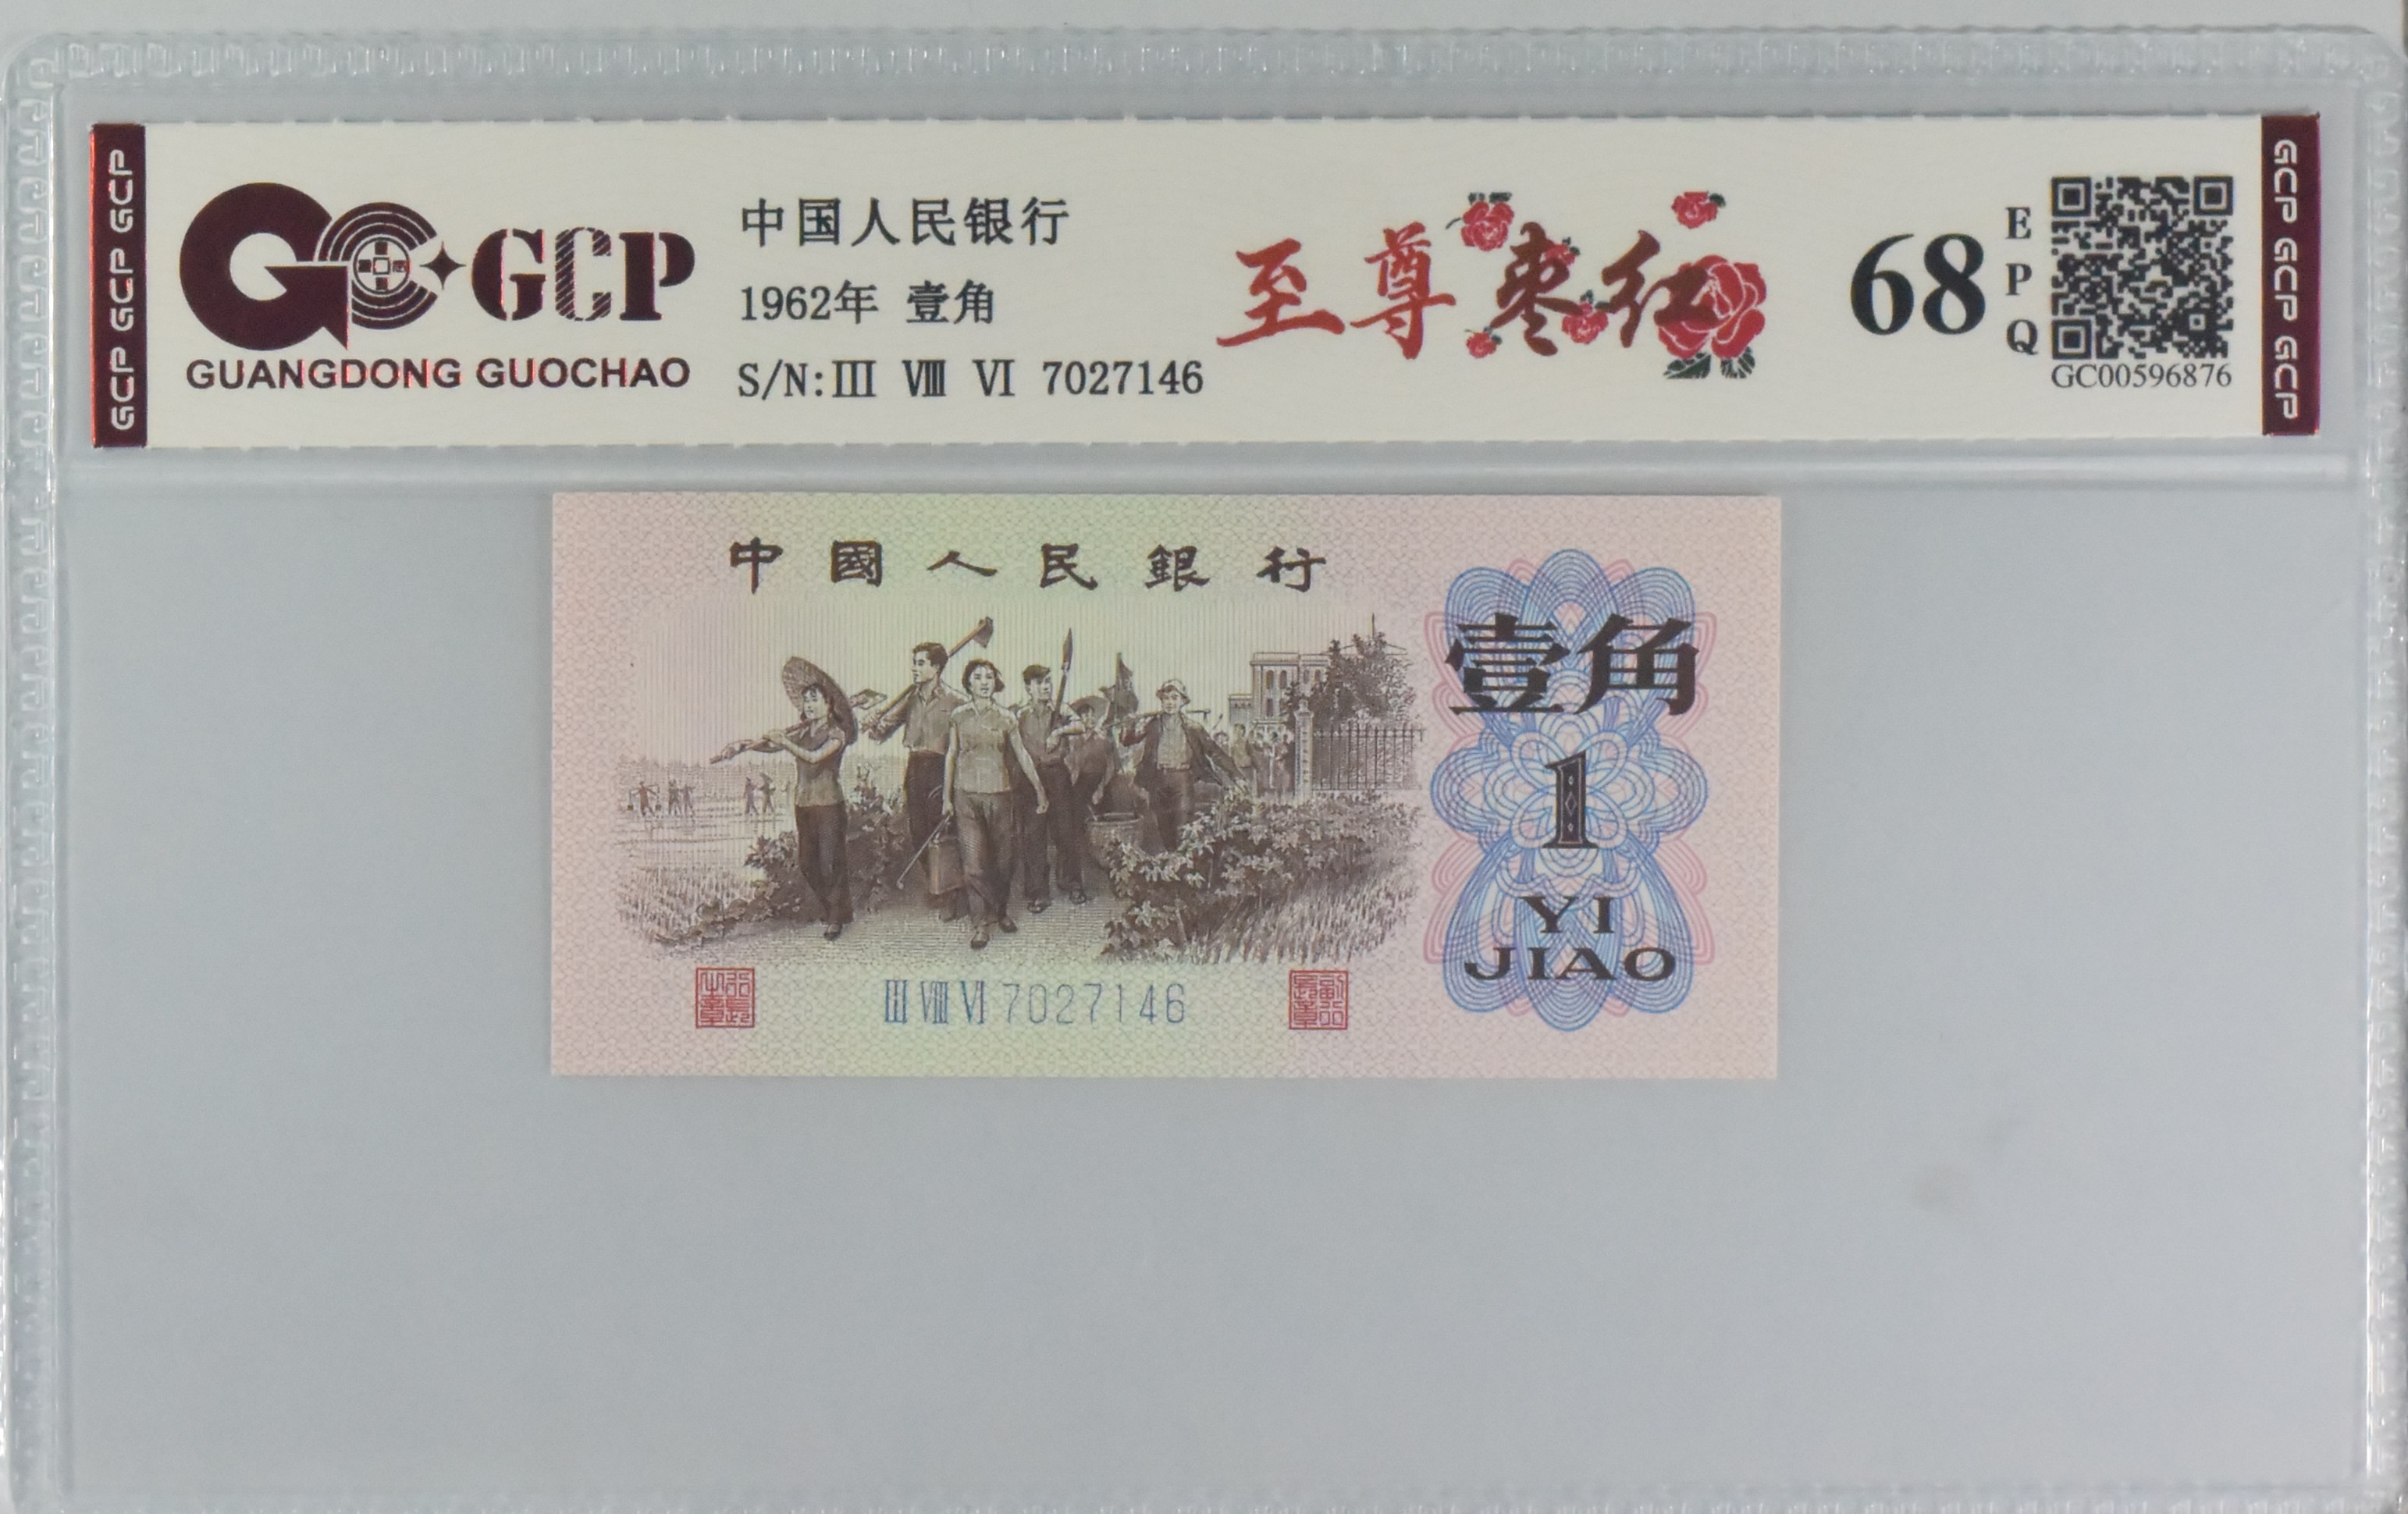 GCP GCP GCP
GCP
GUANGDONG GUOCHAO
中国人民银行
1962年 壹角
S/N:III VIII VI 7027146
至尊枣红
68
EPQ
GC00596876
GCP GCP GCP
中國人民銀行
壹角
1
YI
JIAO
III VIII VI 7027146